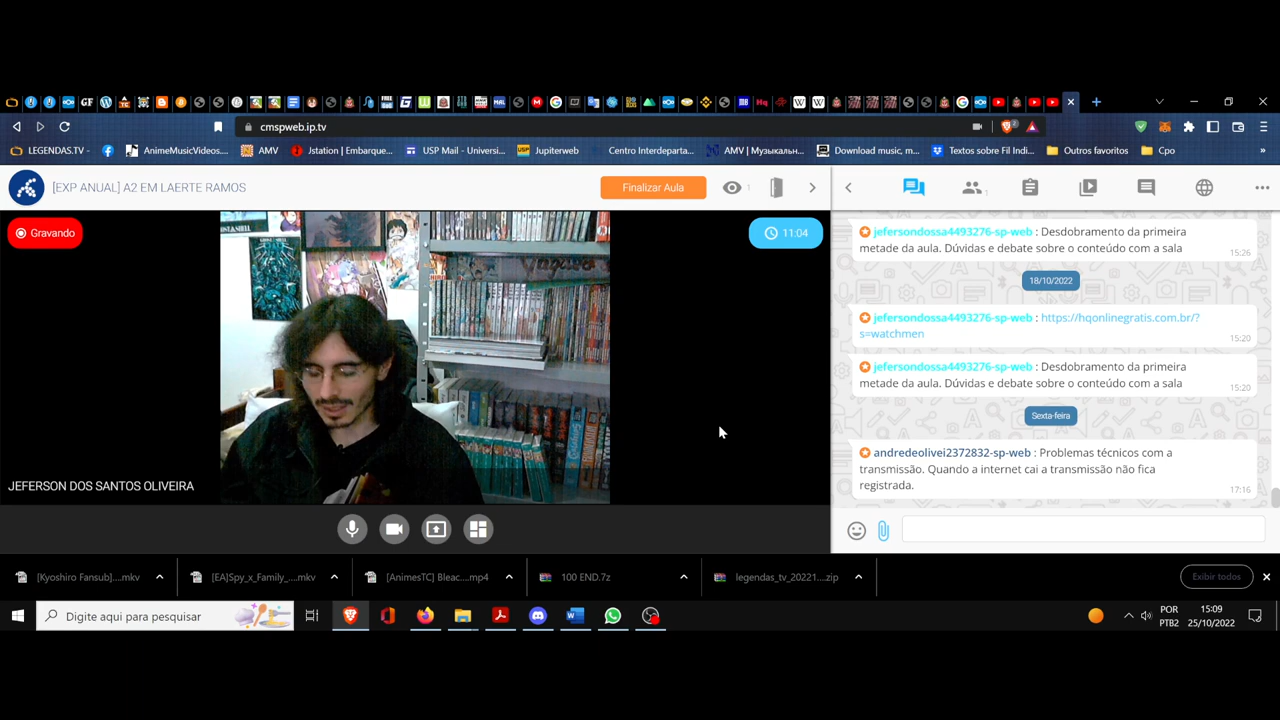 cmspweb.ip.tv
2
LEGENDAS.TV -
AnimeMusicVideos...
AMV
Jstation | Embarque...
USP Mail - Universi...
Jupiterweb
Centro Interdeparta...
AMV | Музыкальн...
Download music, m...
Textos sobre Fil Indi...
Outros favoritos
Cpo
[EXP ANUAL] A2 EM LAERTE RAMOS
Finalizar Aula
1
1
Gravando
11:04
JEFERSON DOS SANTOS OLIVEIRA
jefersondossa4493276-sp-web : Desdobramento da primeira
metade da aula. Dúvidas e debate sobre o conteúdo com a sala
15:26
18/10/2022
jefersondossa4493276-sp-web : https://hqonlinegratis.com.br/?
s=watchmen
15:20
jefersondossa4493276-sp-web : Desdobramento da primeira
metade da aula. Dúvidas e debate sobre o conteúdo com a sala
15:20
Sexta-feira
andredeolivei2372832-sp-web : Problemas técnicos com a
transmissão. Quando a internet cai a transmissão não fica
registrada.
17:16
[Kyoshiro Fansub]....mkv
[EA]Spy_x_Family_....mkv
[AnimesTC] Bleac....mp4
100 END.7z
legendas_tv_20221....zip
Exibir todos
Digite aqui para pesquisar
POR
PTB2
15:09
25/10/2022